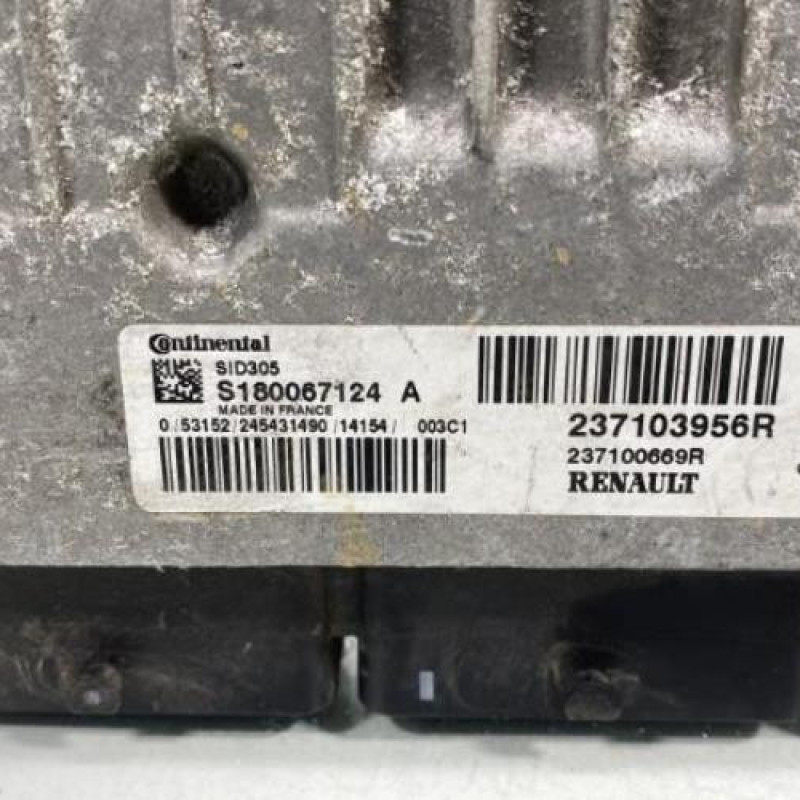 Continental
SID305
S180067124 A
MADE IN FRANCE
0/53152/245431490/14154/ 003C1
237103956R
237100669R
RENAULT